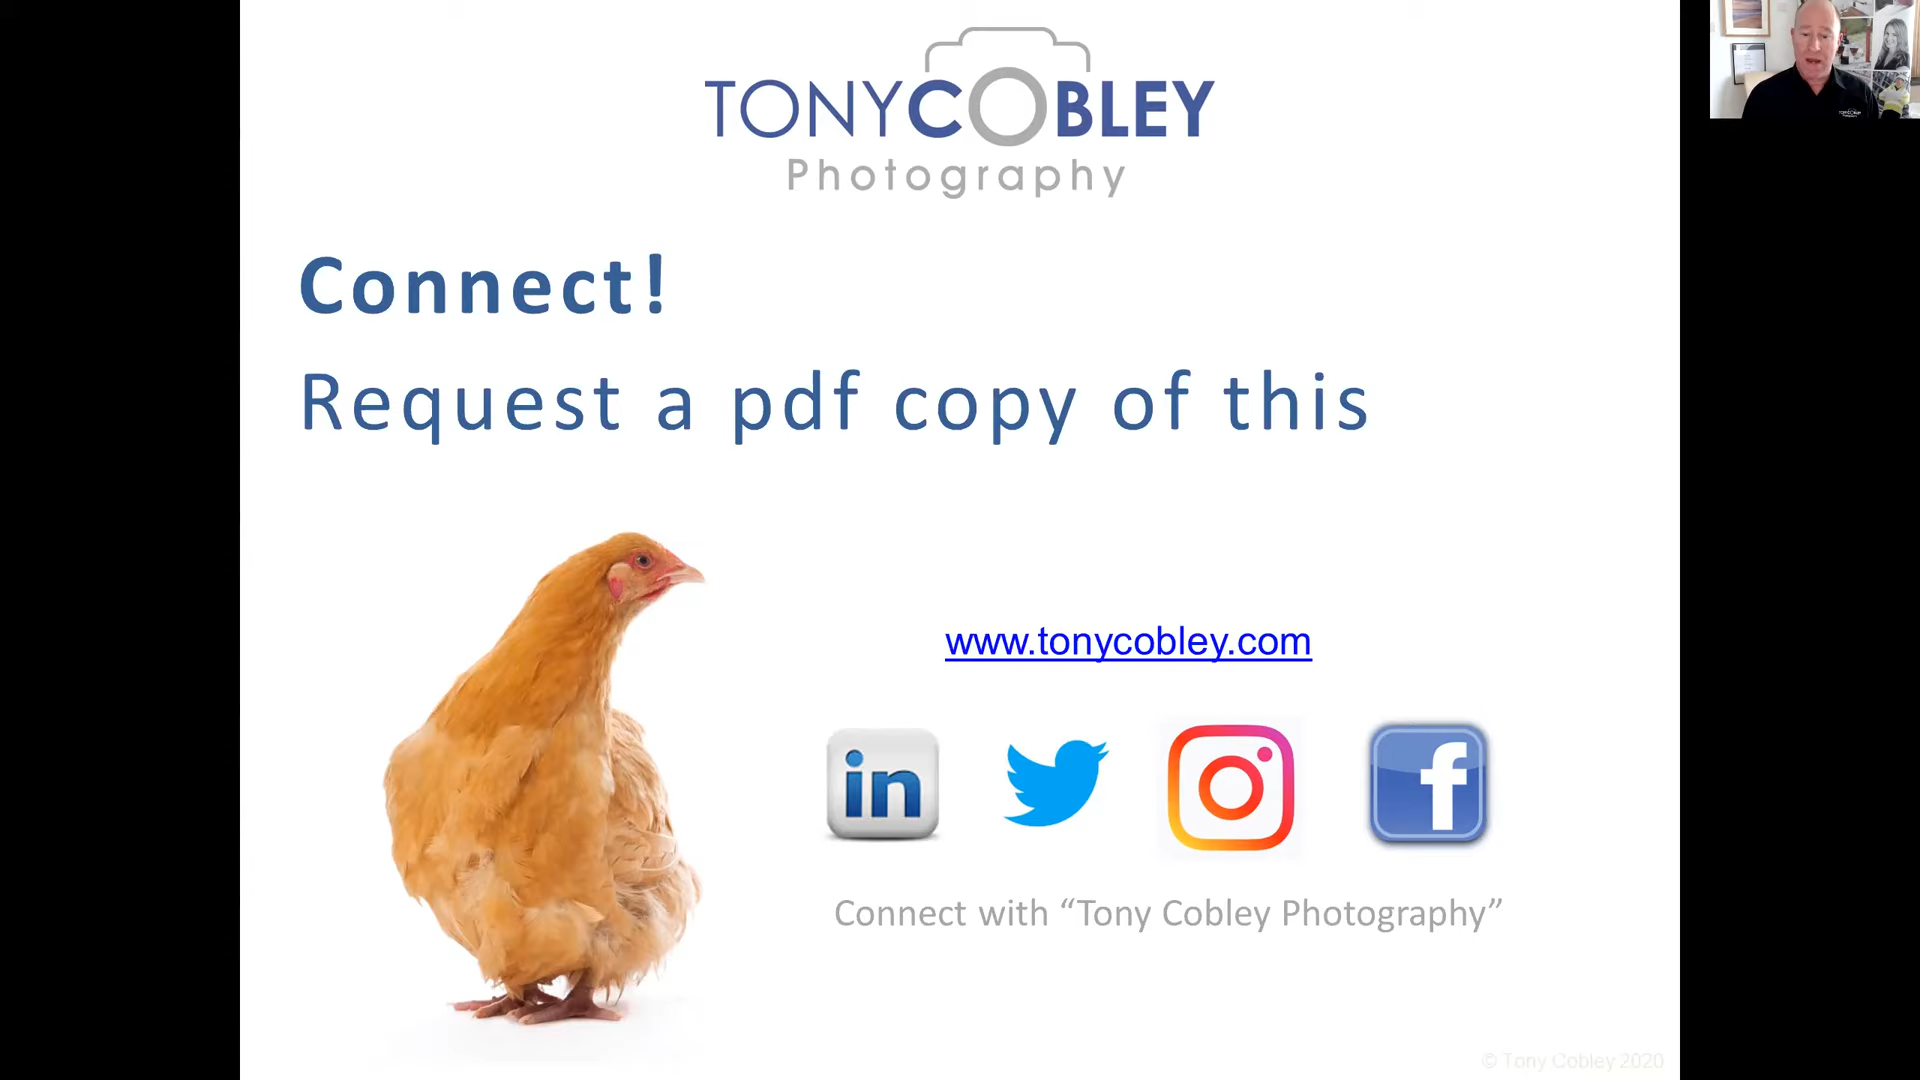 TONYCOBLEY
Photography
Connect!
Request a pdf copy of this
www.tonycobley.com
in
f
Connect with “Tony Cobley Photography”
© Tony Cobley 2020